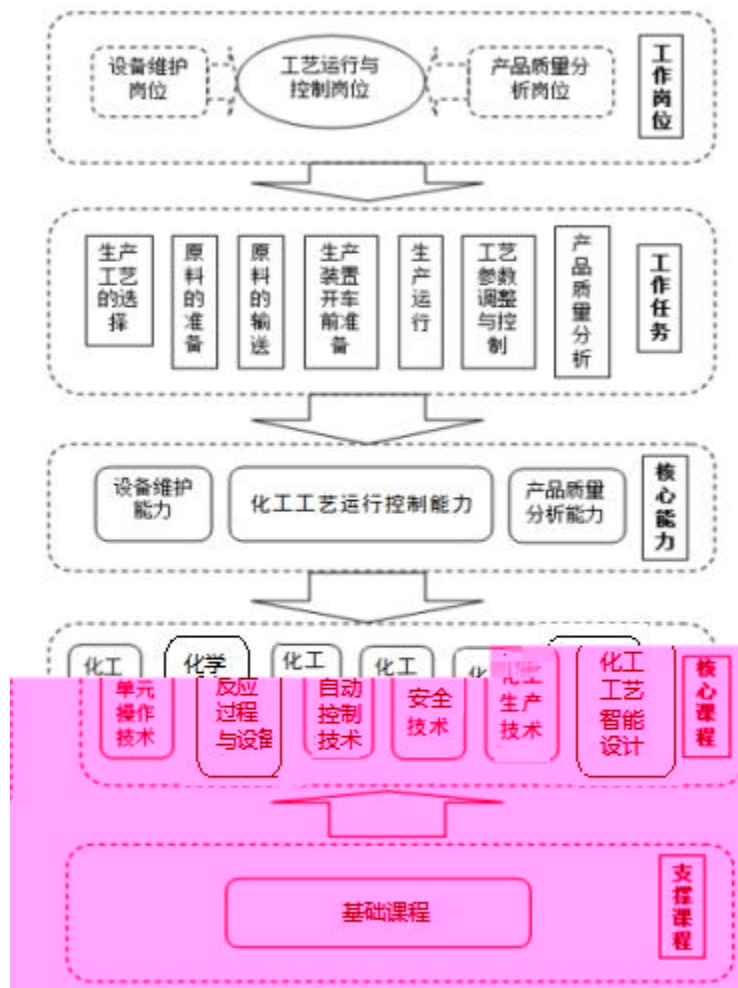 设备维护
岗位
工艺运行与
控制岗位
产品质量分
析岗位
工作岗位
生产
工艺
的选
择
原料的准备
原料的输送
生产
装置
开车
前准
备
生产运行
工艺
参数
调整
与控
制
产品质量分析
工作任务
设备维护
能力
化工工艺运行控制能力
产品质量
分析能力
核心能力
化工
单元
操作
技术
化学
反应
过程
与设备
化工
自动
控制
技术
化工
安全
技术
化工
生产
技术
化工
工艺
智能
设计
核心课程
基础课程
支撑课程